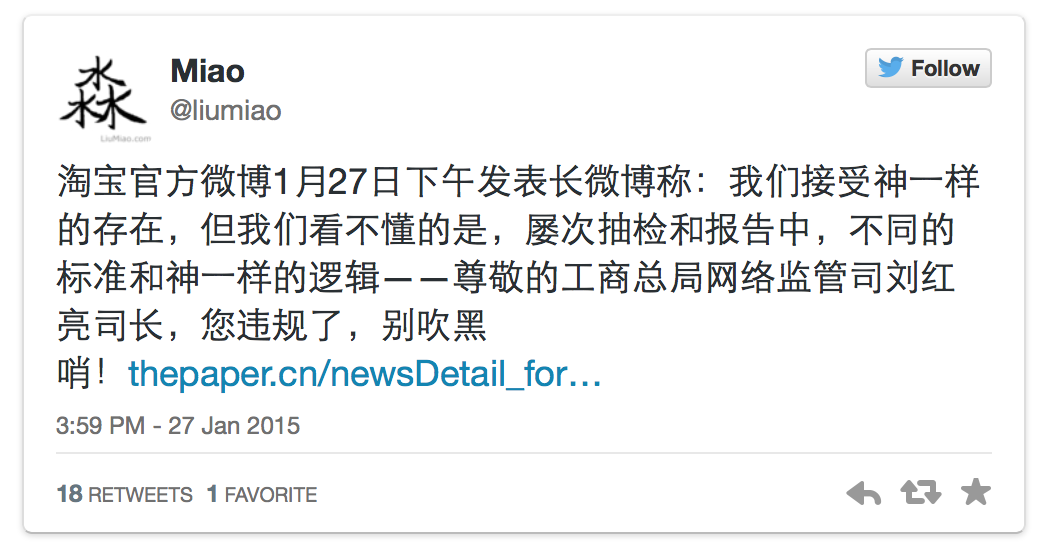 淼
LiuMiao.com
Miao
@liumiao
Follow
淘宝官方微博1月27日下午发表长微博称：我们接受神一样
的存在，但我们看不懂的是，屡次抽检和报告中，不同的
标准和神一样的逻辑——尊敬的工商总局网络监管司刘红
亮司长，您违规了，别吹黑
哨！thepaper.cn/newsDetail_for…
3:59 PM - 27 Jan 2015
18 RETWEETS 1 FAVORITE